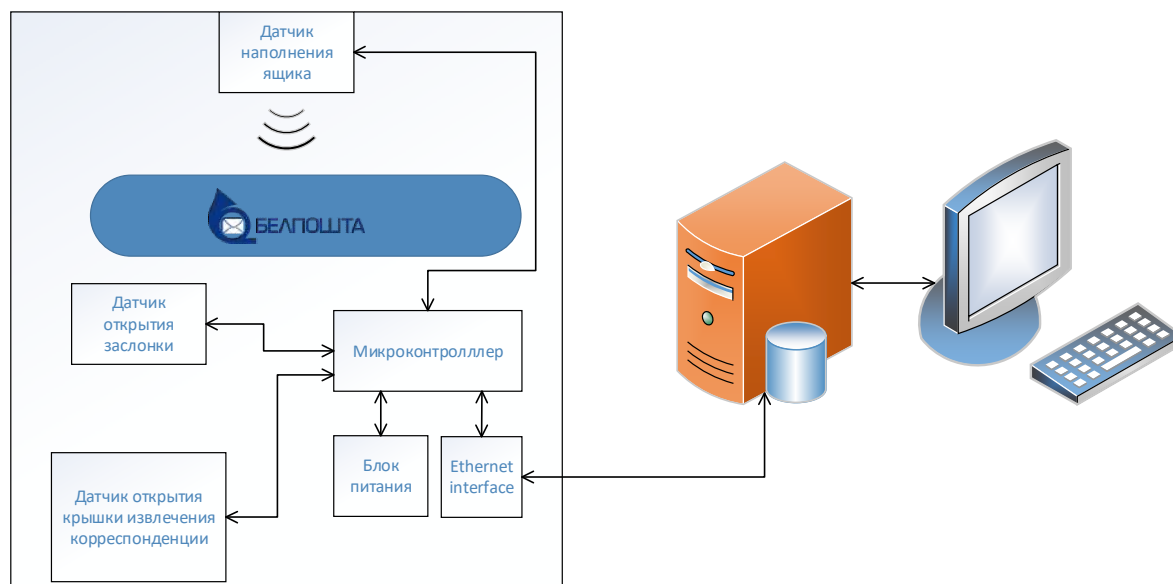 Датчик
наполнения
ящика
БЕЛПОШТА
Датчик
открытия
заслонки
Микроконтролллер
Блок
питания
Ethernet
interface
Датчик открытия
крышки извлечения
корреспонденции